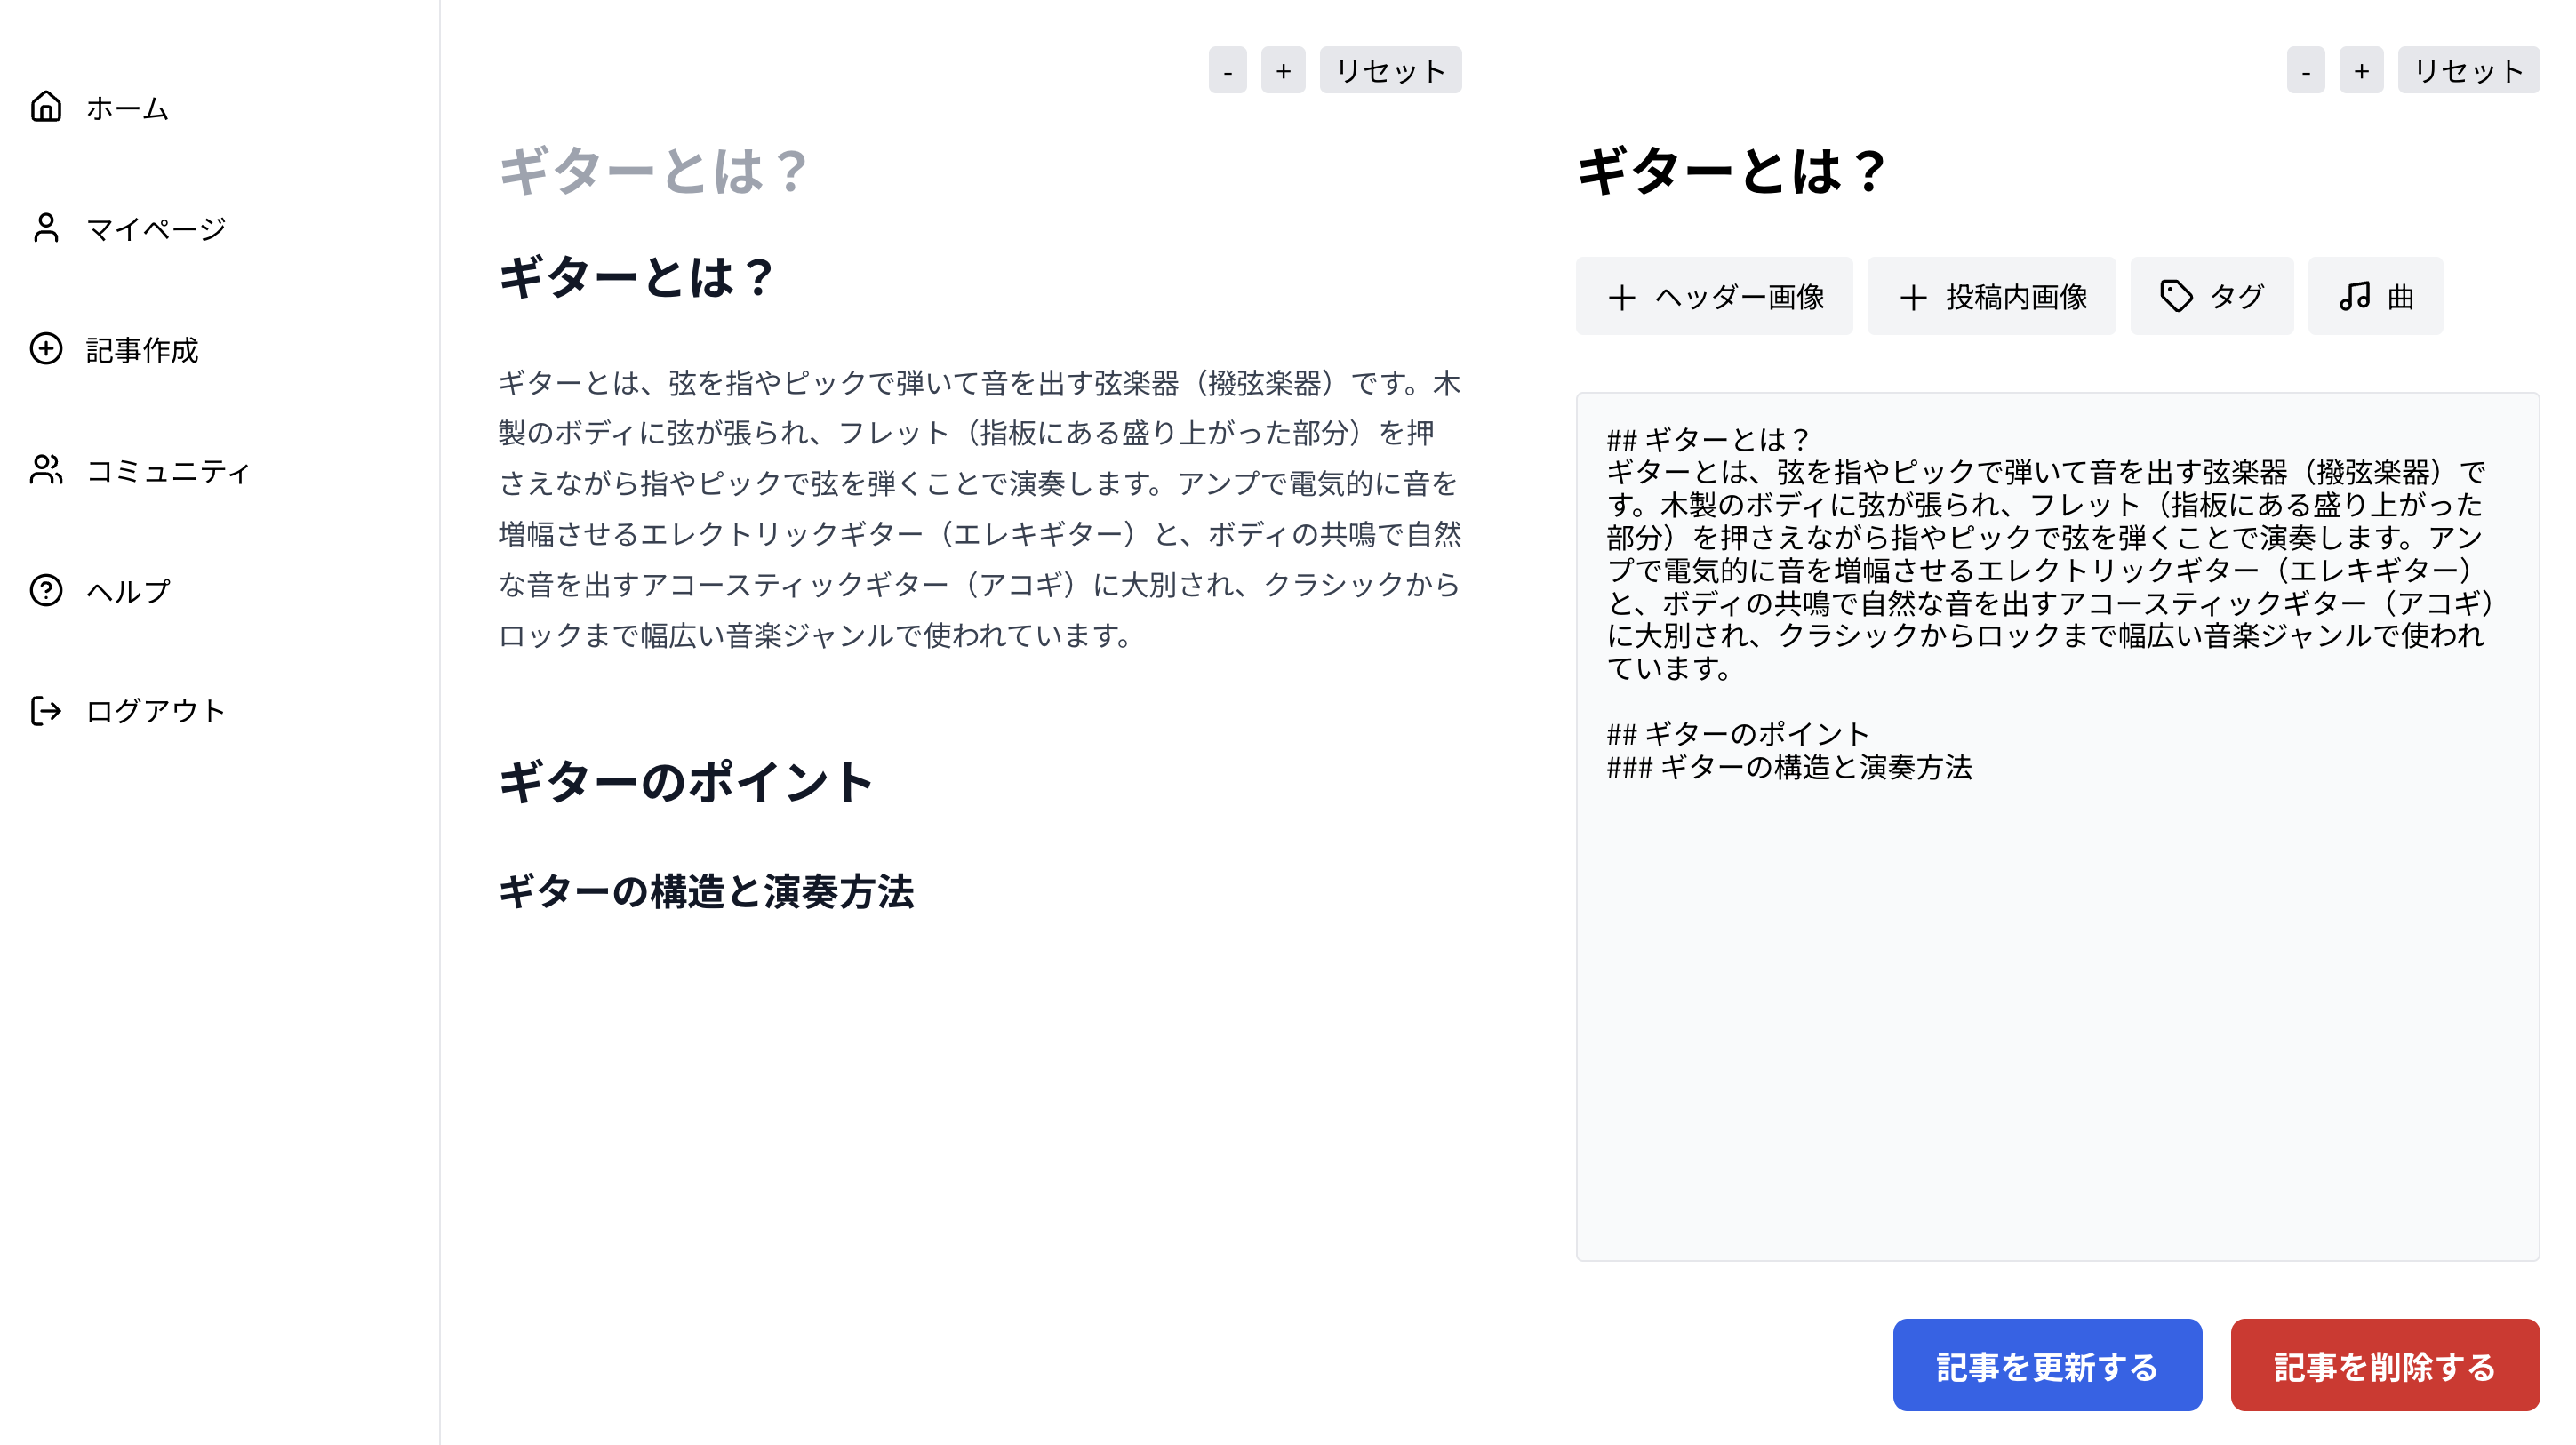 ホーム
マイページ
記事作成
コミュニティ
ヘルプ
ログアウト
- + リセット
ギターとは？
ギターとは？
ギターとは、弦を指やピックで弾いて音を出す弦楽器（撥弦楽器）です。木
製のボディに弦が張られ、フレット（指板にある盛り上がった部分）を押
さえながら指やピックで弦を弾くことで演奏します。アンプで電気的に音を
増幅させるエレクトリックギター（エレキギター）と、ボディの共鳴で自然
な音を出すアコースティックギター（アコギ）に大別され、クラシックから
ロックまで幅広い音楽ジャンルで使われています。
ギターのポイント
ギターの構造と演奏方法
- + リセット
ギターとは？
＋ ヘッダー画像 ＋ 投稿内画像 タグ 曲
## ギターとは？
ギターとは、弦を指やピックで弾いて音を出す弦楽器（撥弦楽器）で
す。木製のボディに弦が張られ、フレット（指板にある盛り上がった
部分）を押さえながら指やピックで弦を弾くことで演奏します。アン
プで電気的に音を増幅させるエレクトリックギター（エレキギター）
と、ボディの共鳴で自然な音を出すアコースティックギター（アコギ）
に大別され、クラシックからロックまで幅広い音楽ジャンルで使われ
ています。
## ギターのポイント
### ギターの構造と演奏方法
記事を更新する 記事を削除する